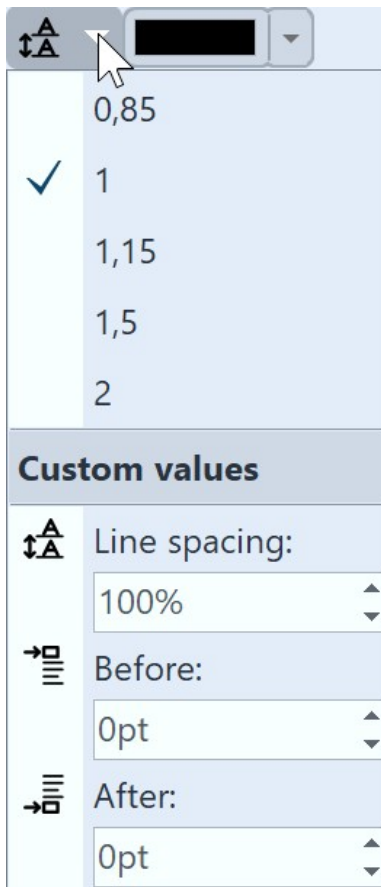 0,85
1
1,15
1,5
2
Custom values
Line spacing:
100%
Before:
0pt
After:
0pt